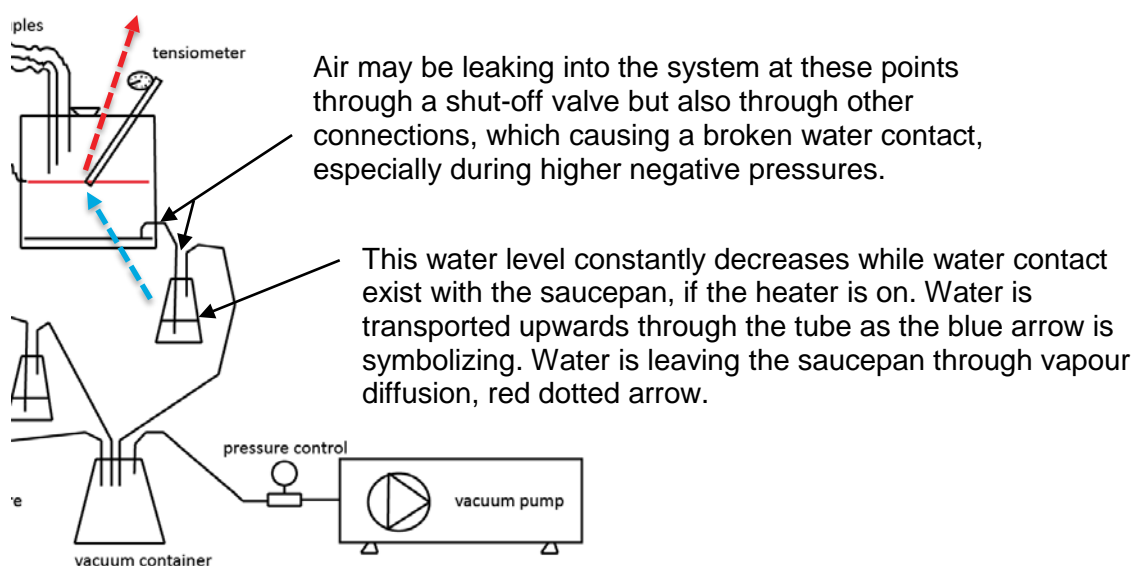 ples
tensiometer
Air may be leaking into the system at these points
through a shut-off valve but also through other
connections, which causing a broken water contact,
especially during higher negative pressures.
This water level constantly decreases while water contact
exist with the saucepan, if the heater is on. Water is
transported upwards through the tube as the blue arrow is
symbolizing. Water is leaving the saucepan through vapour
diffusion, red dotted arrow.
pressure control
re
vacuum pump
vacuum container